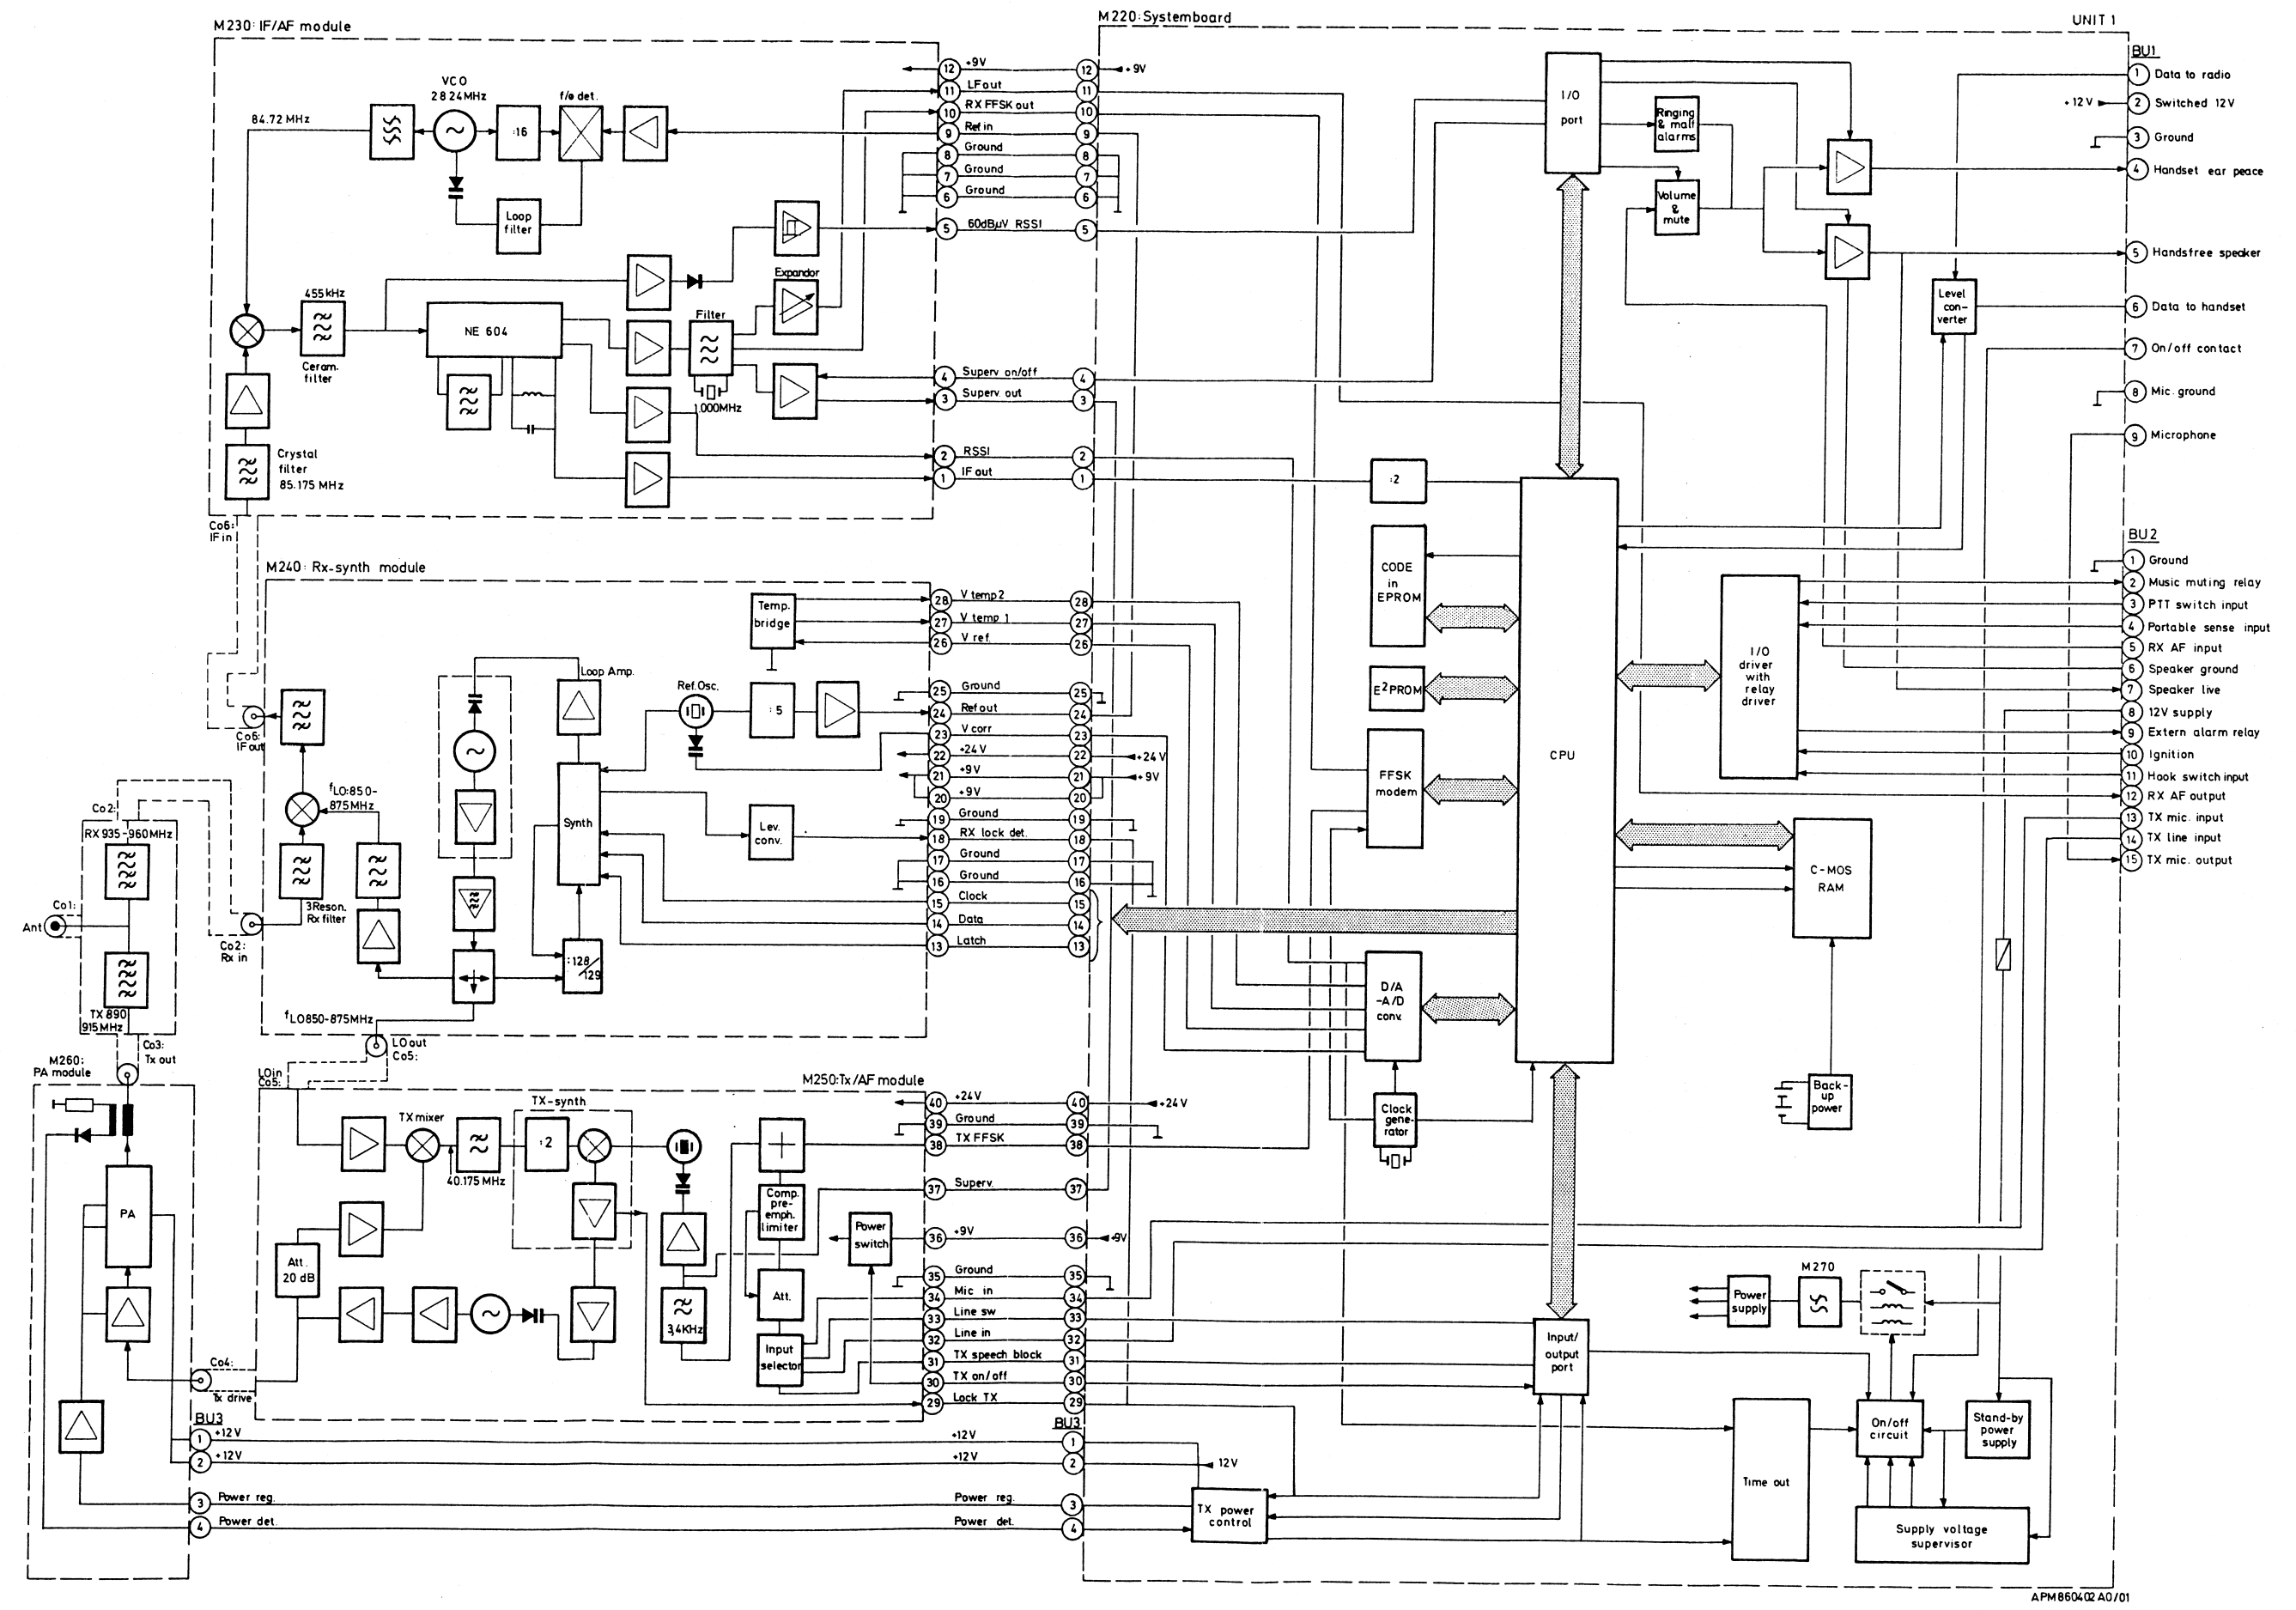 M230: IF/AF module
M220: Systemboard
UNIT 1
VCO
28 24MHz
f/ø det.
84.72 MHz
:16
Loop
filter
455kHz
Ceram.
filter
NE 604
Filter
1,000MHz
Expandor
Crystal
filter
85.175 MHz
12 +9V 12 +9V
11 LF out 11
10 RX FFSK out 10
9 Ref in 9
8 Ground 8
7 Ground 7
6 Ground 6
5 60dBµV RSSI 5
4 Superv on/off 4
3 Superv. out 3
2 RSSI 2
1 IF out 1
Co6:
IF in
M240: Rx-synth module
Temp.
bridge
Loop Amp.
Ref.Osc.
:5
Synth
Lev.
conv.
:128/129
fLO:850-
875MHz
3Reson.
Rx filter
Co6:
IF out
Co2:
Rx in
fLO850-875MHz
LO out
Co5:
28 V temp2 28
27 V temp 1 27
26 V ref. 26
25 Ground 25
24 Ref out 24
23 V corr 23
22 +24 V 22 +24 V
21 +9V 21 +9V
20 +9V 20
19 Ground 19
18 RX lock det. 18
17 Ground 17
16 Ground 16
15 Clock 15
14 Data 14
13 Latch 13
Co2:
RX 935-960MHz
Co1:
Ant
TX 890
915MHz
Co3:
Tx out
M260:
PA module
PA
Co4:
Tx drive
LOin
Co5:
M250:Tx/AF module
TX mixer
TX-synth
40.175 MHz
:2
Att.
20 dB
3,4KHz
Comp.
pre-
emph.
limiter
Att.
Input
selector
Power
switch
40 +24V 40 +24V
39 Ground 39
38 TX FFSK 38
37 Superv. 37
36 +9V 36 +9V
35 Ground 35
34 Mic in 34
33 Line sw 33
32 Line in 32
31 TX speech block 31
30 TX on/off 30
29 Lock TX 29
BU3
BU3
1 +12V +12V 1
2 +12V +12V 2 12V
3 Power reg. Power reg. 3
4 Power det. Power det. 4
I/O
port
Ringing
& malf
alarms
Volume
&
mute
Level
con-
verter
:2
CODE
in
EPROM
E²PROM
FFSK
modem
CPU
D/A
-A/D
conv.
Clock
gene-
rator
I/O
driver
with
relay
driver
C-MOS
RAM
Back-
up
power
Input/
output
port
TX power
control
M270
Power
supply
On/off
circuit
Stand-by
power
supply
Time out
Supply voltage
supervisor
BU1
1 Data to radio
+12V 2 Switched 12V
3 Ground
4 Handset ear peace
5 Handsfree speaker
6 Data to handset
7 On/off contact
8 Mic. ground
9 Microphone
BU2
1 Ground
2 Music muting relay
3 PTT switch input
4 Portable sense input
5 RX AF input
6 Speaker ground
7 Speaker live
8 12V supply
9 Extern alarm relay
10 Ignition
11 Hook switch input
12 RX AF output
13 TX mic. input
14 TX line input
15 TX mic. output
APM860402 A0/01